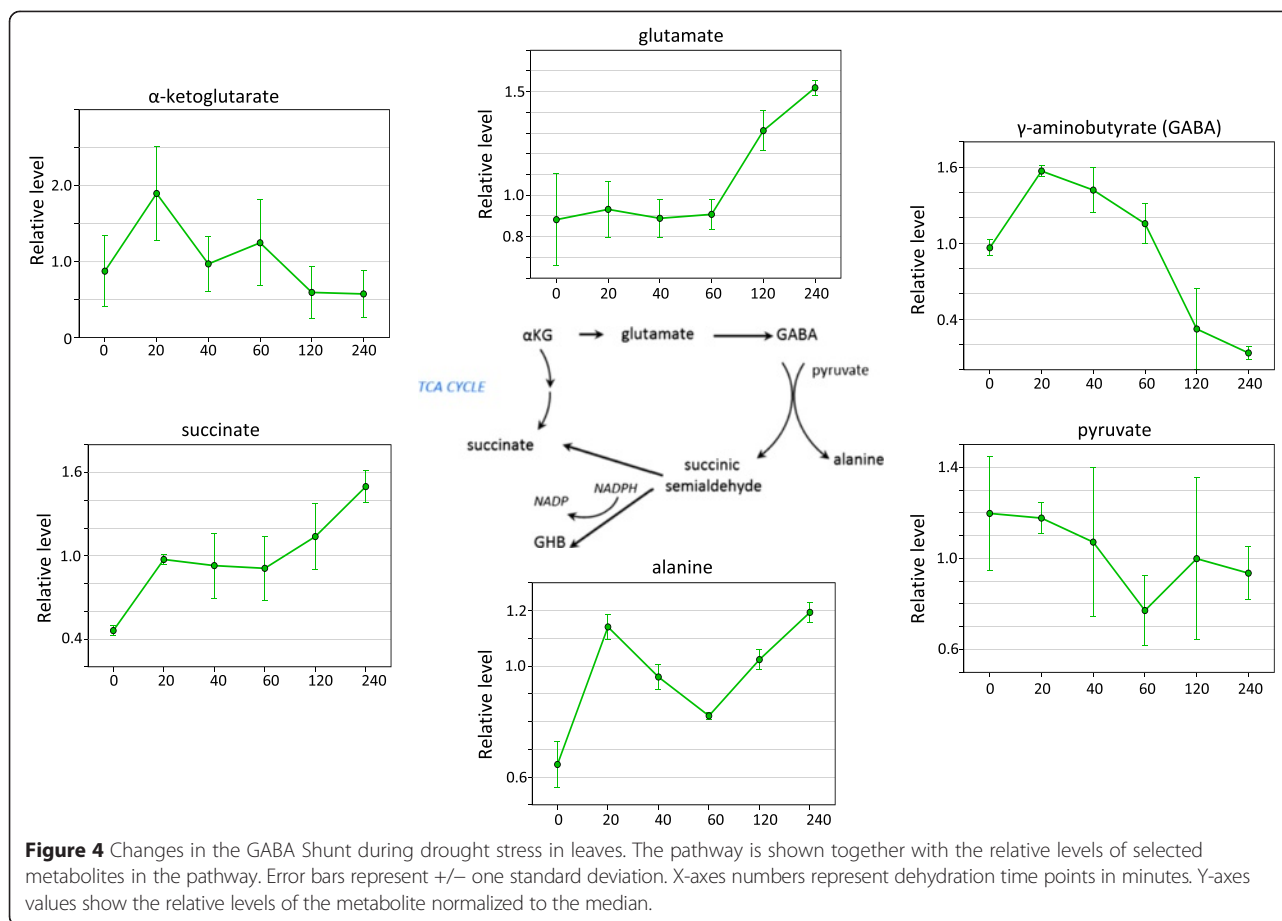 glutamate
Relative level
1.5
1.0
0.8
0 20 40 60 120 240
α-ketoglutarate
Relative level
2.0
1.0
0
0 20 40 60 120 240
γ-aminobutyrate (GABA)
Relative level
1.6
1.0
0.4
0 20 40 60 120 240
αKG glutamate GABA
pyruvate
TCA CYCLE
succinate
alanine
succinic
semialdehyde
NADPH
NADP
GHB
succinate
Relative level
1.6
1.0
0.4
0 20 40 60 120 240
pyruvate
Relative level
1.4
1.0
0.6
0 20 40 60 120 240
alanine
Relative level
1.2
1.0
0.6
0 20 40 60 120 240
Figure 4 Changes in the GABA Shunt during drought stress in leaves. The pathway is shown together with the relative levels of selected
metabolites in the pathway. Error bars represent +/− one standard deviation. X-axes numbers represent dehydration time points in minutes. Y-axes
values show the relative levels of the metabolite normalized to the median.